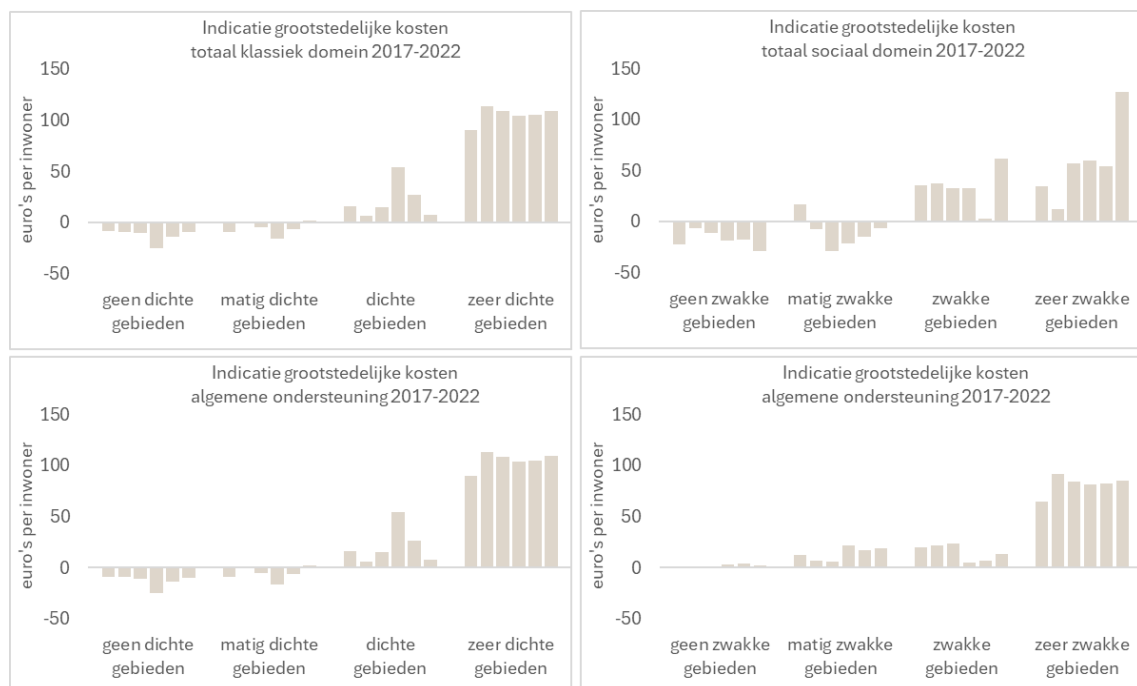 Indicatie grootstedelijke kosten
totaal klassiek domein 2017-2022
150
100
50
0
-50
euro's per inwoner
geen dichte gebieden
matig dichte gebieden
dichte gebieden
zeer dichte gebieden
Indicatie grootstedelijke kosten
totaal sociaal domein 2017-2022
150
100
50
0
-50
euro's per inwoner
geen zwakke gebieden
matig zwakke gebieden
zwakke gebieden
zeer zwakke gebieden
Indicatie grootstedelijke kosten
algemene ondersteuning 2017-2022
150
100
50
0
-50
euro's per inwoner
geen dichte gebieden
matig dichte gebieden
dichte gebieden
zeer dichte gebieden
Indicatie grootstedelijke kosten
algemene ondersteuning 2017-2022
150
100
50
0
-50
euro's per inwoner
geen zwakke gebieden
matig zwakke gebieden
zwakke gebieden
zeer zwakke gebieden